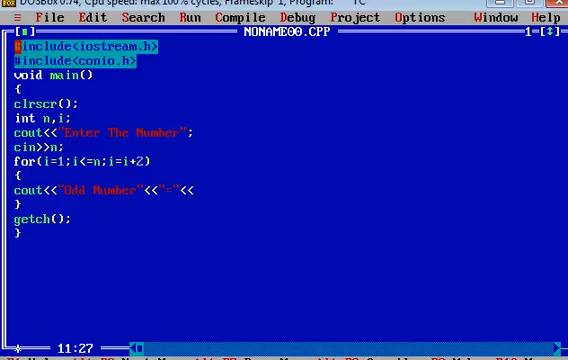 DOSBox 0.74, Cpu speed: max 100% cycles, Frameskip 1, Program: TC
≡ File Edit Search Run Compile Debug Project Options Window Help
[■] NONAME00.CPP 1=[↕]
#include<iostream.h>
#include<conio.h>
void main()
{
clrscr();
int n,i;
cout<<"Enter The Number";
cin>>n;
for(i=1;i<=n;i=i+2)
{
cout<<"Odd Number"<<"="<<
}
getch();
}
11:27